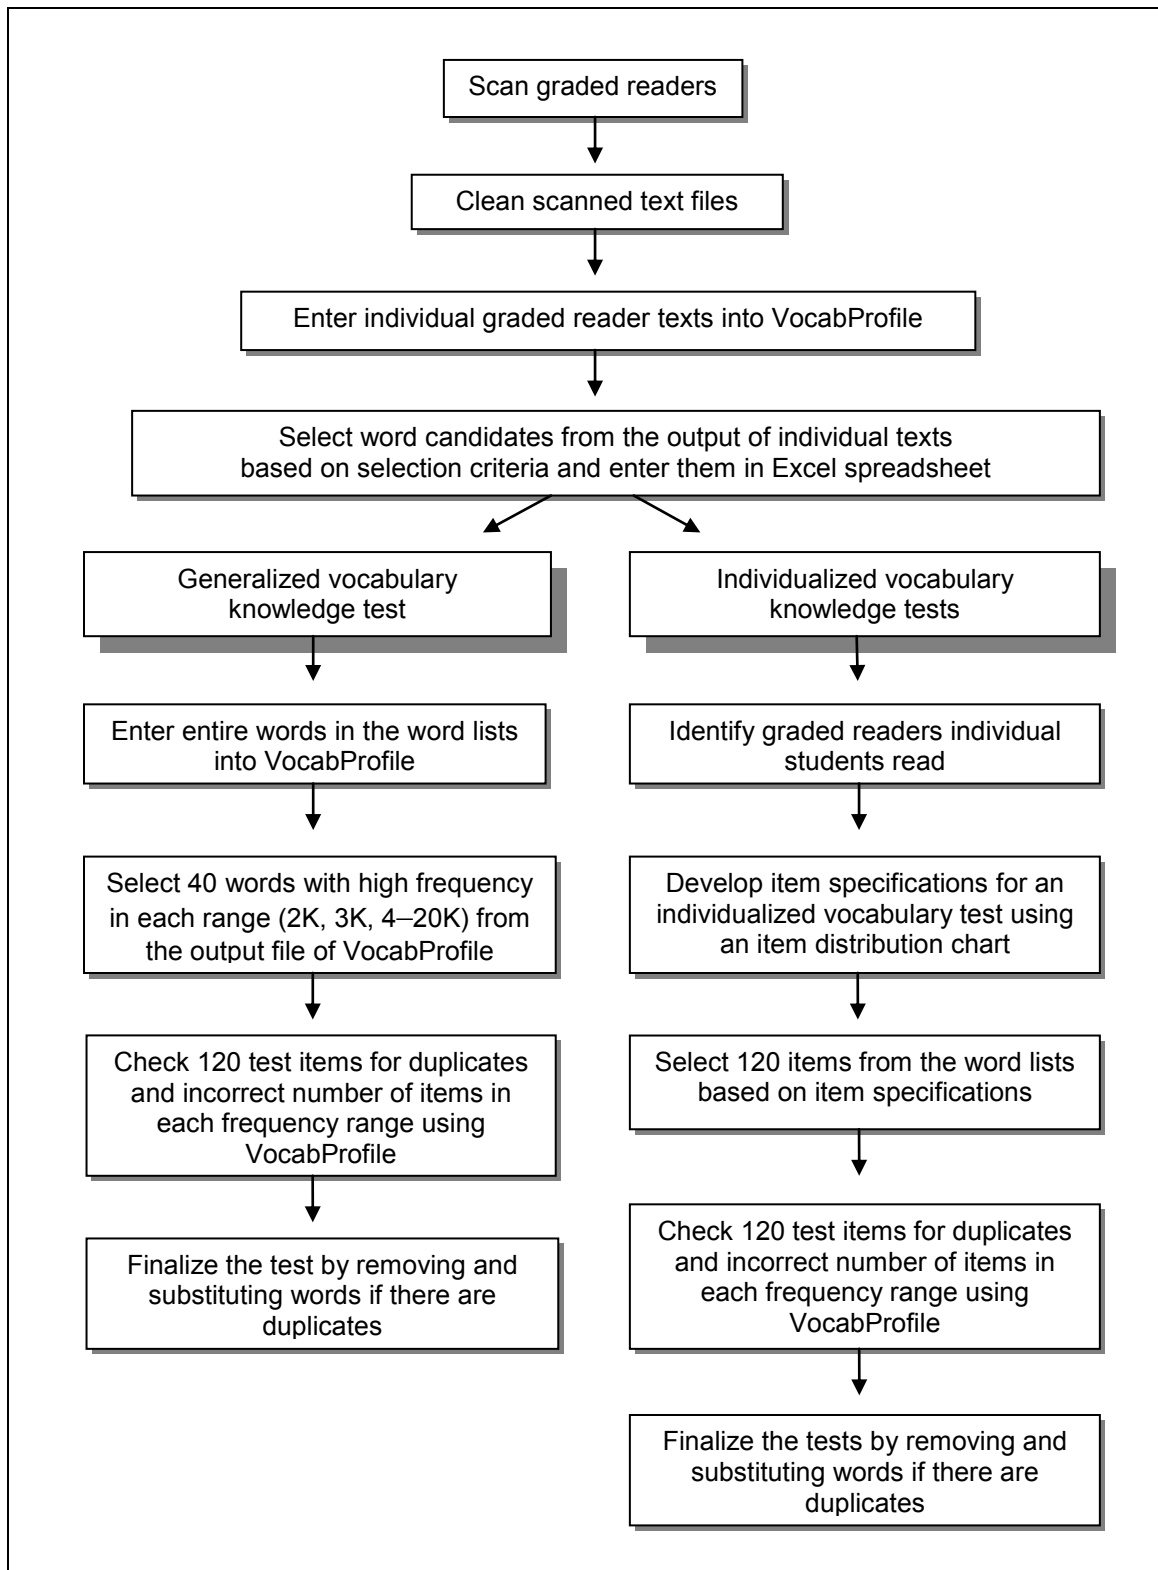 Scan graded readers
Clean scanned text files
Enter individual graded reader texts into VocabProfile
Select word candidates from the output of individual texts
based on selection criteria and enter them in Excel spreadsheet
Generalized vocabulary
knowledge test
Enter entire words in the word lists
into VocabProfile
Select 40 words with high frequency
in each range (2K, 3K, 4–20K) from
the output file of VocabProfile
Check 120 test items for duplicates
and incorrect number of items in
each frequency range using
VocabProfile
Finalize the test by removing and
substituting words if there are
duplicates
Individualized vocabulary
knowledge tests
Identify graded readers individual
students read
Develop item specifications for an
individualized vocabulary test using
an item distribution chart
Select 120 items from the word lists
based on item specifications
Check 120 test items for duplicates
and incorrect number of items in
each frequency range using
VocabProfile
Finalize the tests by removing and
substituting words if there are
duplicates